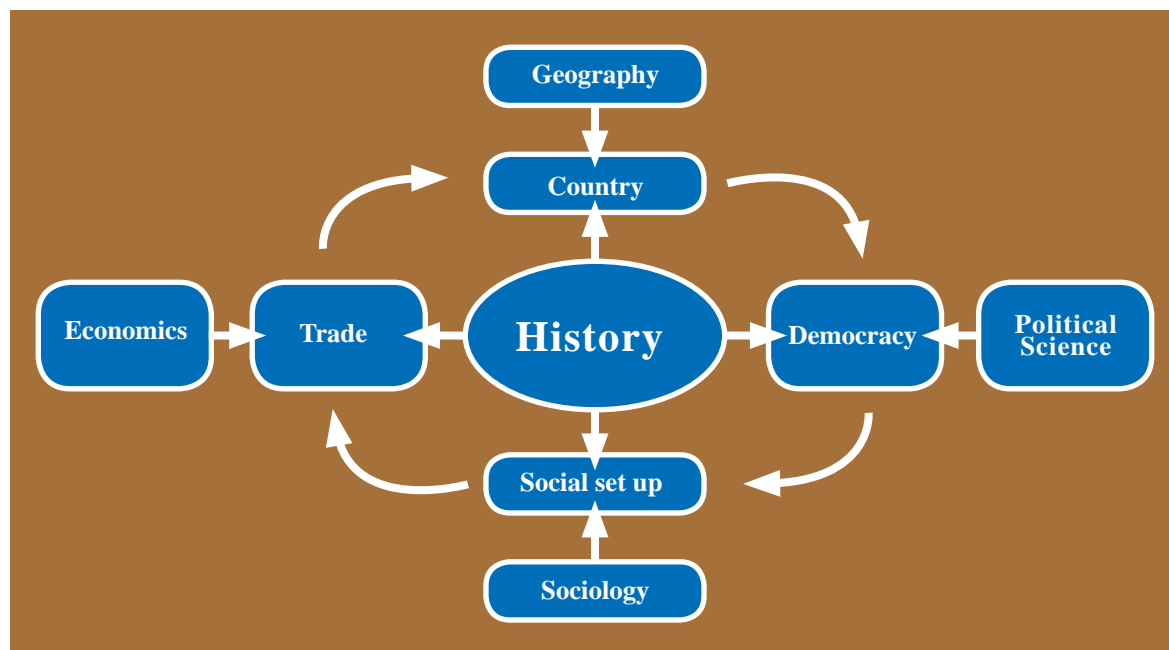 Geography
Country
Economics
Trade
History
Democracy
Political
Science
Social set up
Sociology